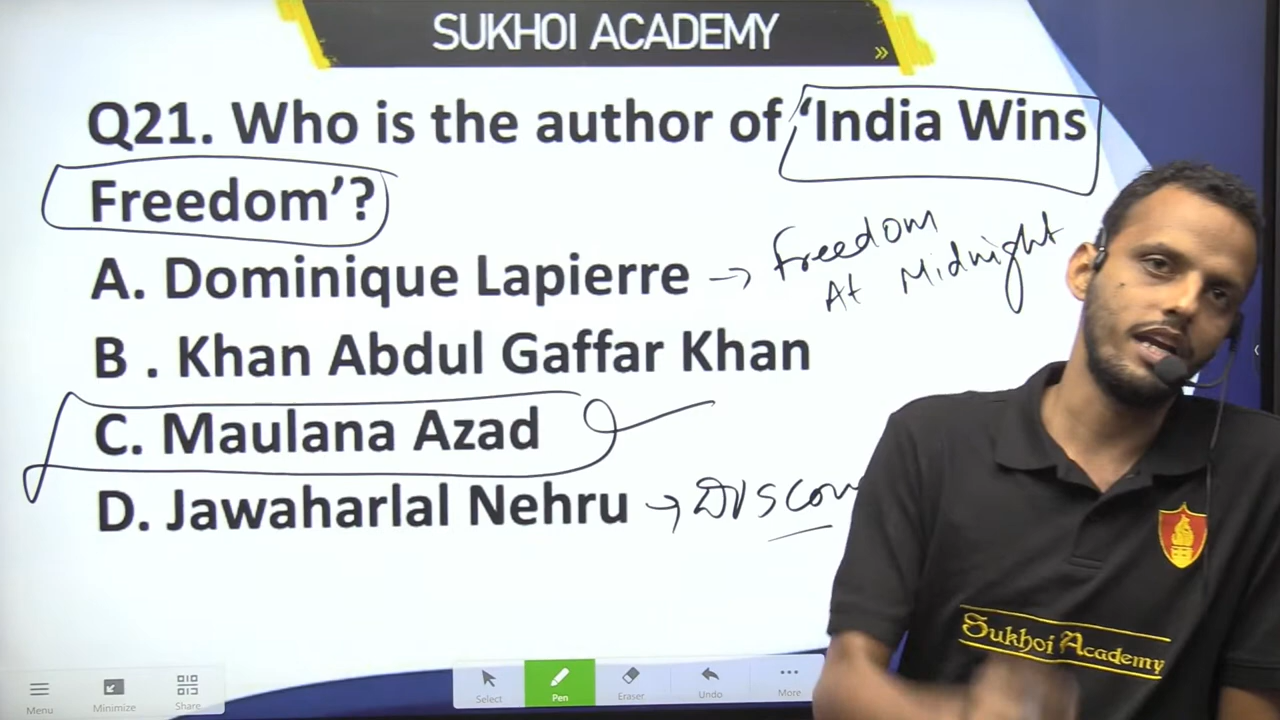 SUKHOI ACADEMY
Q21. Who is the author of 'India Wins
Freedom'?
A. Dominique Lapierre → Freedom
At Midnight
B . Khan Abdul Gaffar Khan
C. Maulana Azad
D. Jawaharlal Nehru →
Sukhoi Academy
Menu
Minimize
Share
Select
Pen
Eraser
Undo
More